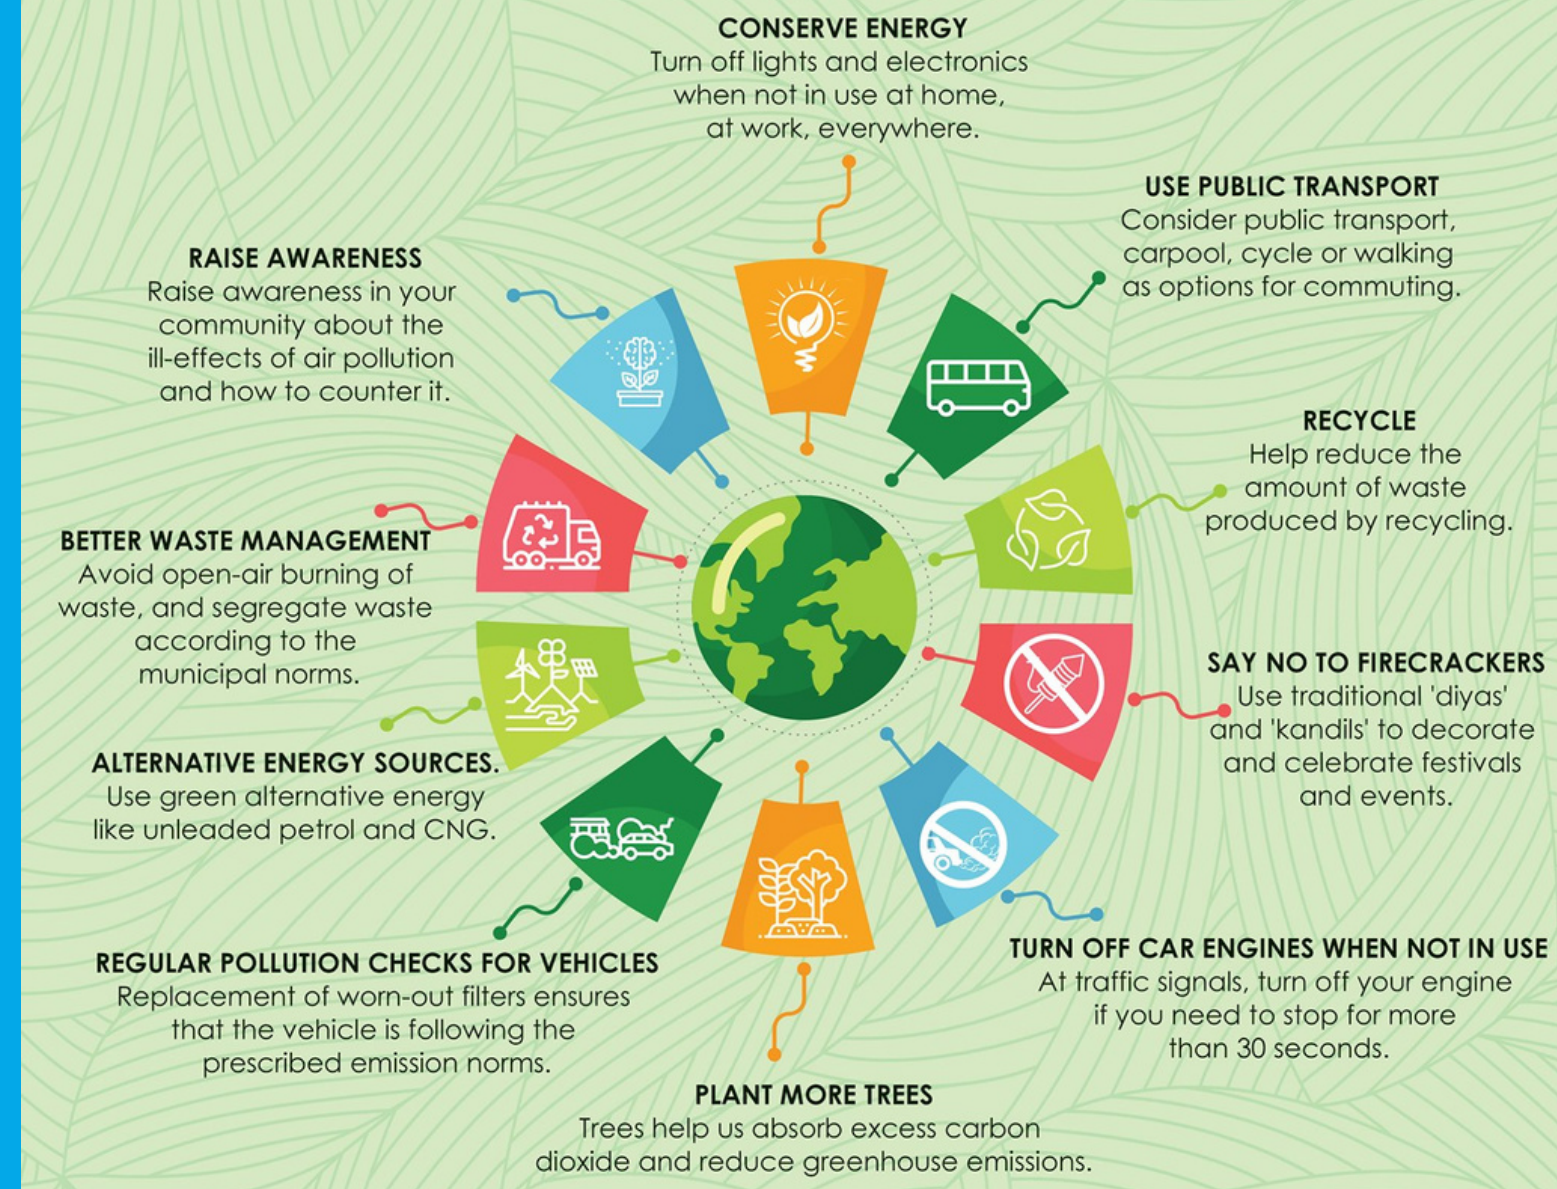 CONSERVE ENERGY
Turn off lights and electronics
when not in use at home,
at work, everywhere.
USE PUBLIC TRANSPORT
Consider public transport,
carpool, cycle or walking
as options for commuting.
RECYCLE
Help reduce the
amount of waste
produced by recycling.
SAY NO TO FIRECRACKERS
Use traditional 'diyas'
and 'kandils' to decorate
and celebrate festivals
and events.
TURN OFF CAR ENGINES WHEN NOT IN USE
At traffic signals, turn off your engine
if you need to stop for more
than 30 seconds.
PLANT MORE TREES
Trees help us absorb excess carbon
dioxide and reduce greenhouse emissions.
REGULAR POLLUTION CHECKS FOR VEHICLES
Replacement of worn-out filters ensures
that the vehicle is following the
prescribed emission norms.
ALTERNATIVE ENERGY SOURCES.
Use green alternative energy
like unleaded petrol and CNG.
BETTER WASTE MANAGEMENT
Avoid open-air burning of
waste, and segregate waste
according to the
municipal norms.
RAISE AWARENESS
Raise awareness in your
community about the
ill-effects of air pollution
and how to counter it.